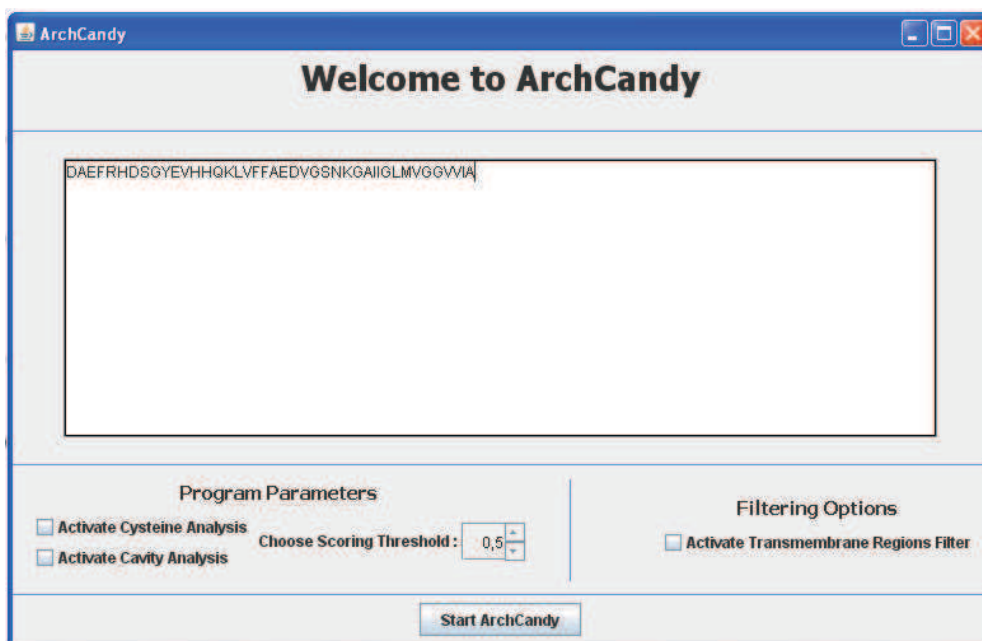 ArchCandy
Welcome to ArchCandy
DAEFRHDSGYEVHHQKLVFFAEDVGSNKGAIIGLMVGGVVIA
Program Parameters
Activate Cysteine Analysis
Activate Cavity Analysis
Choose Scoring Threshold : 0,5
Filtering Options
Activate Transmembrane Regions Filter
Start ArchCandy